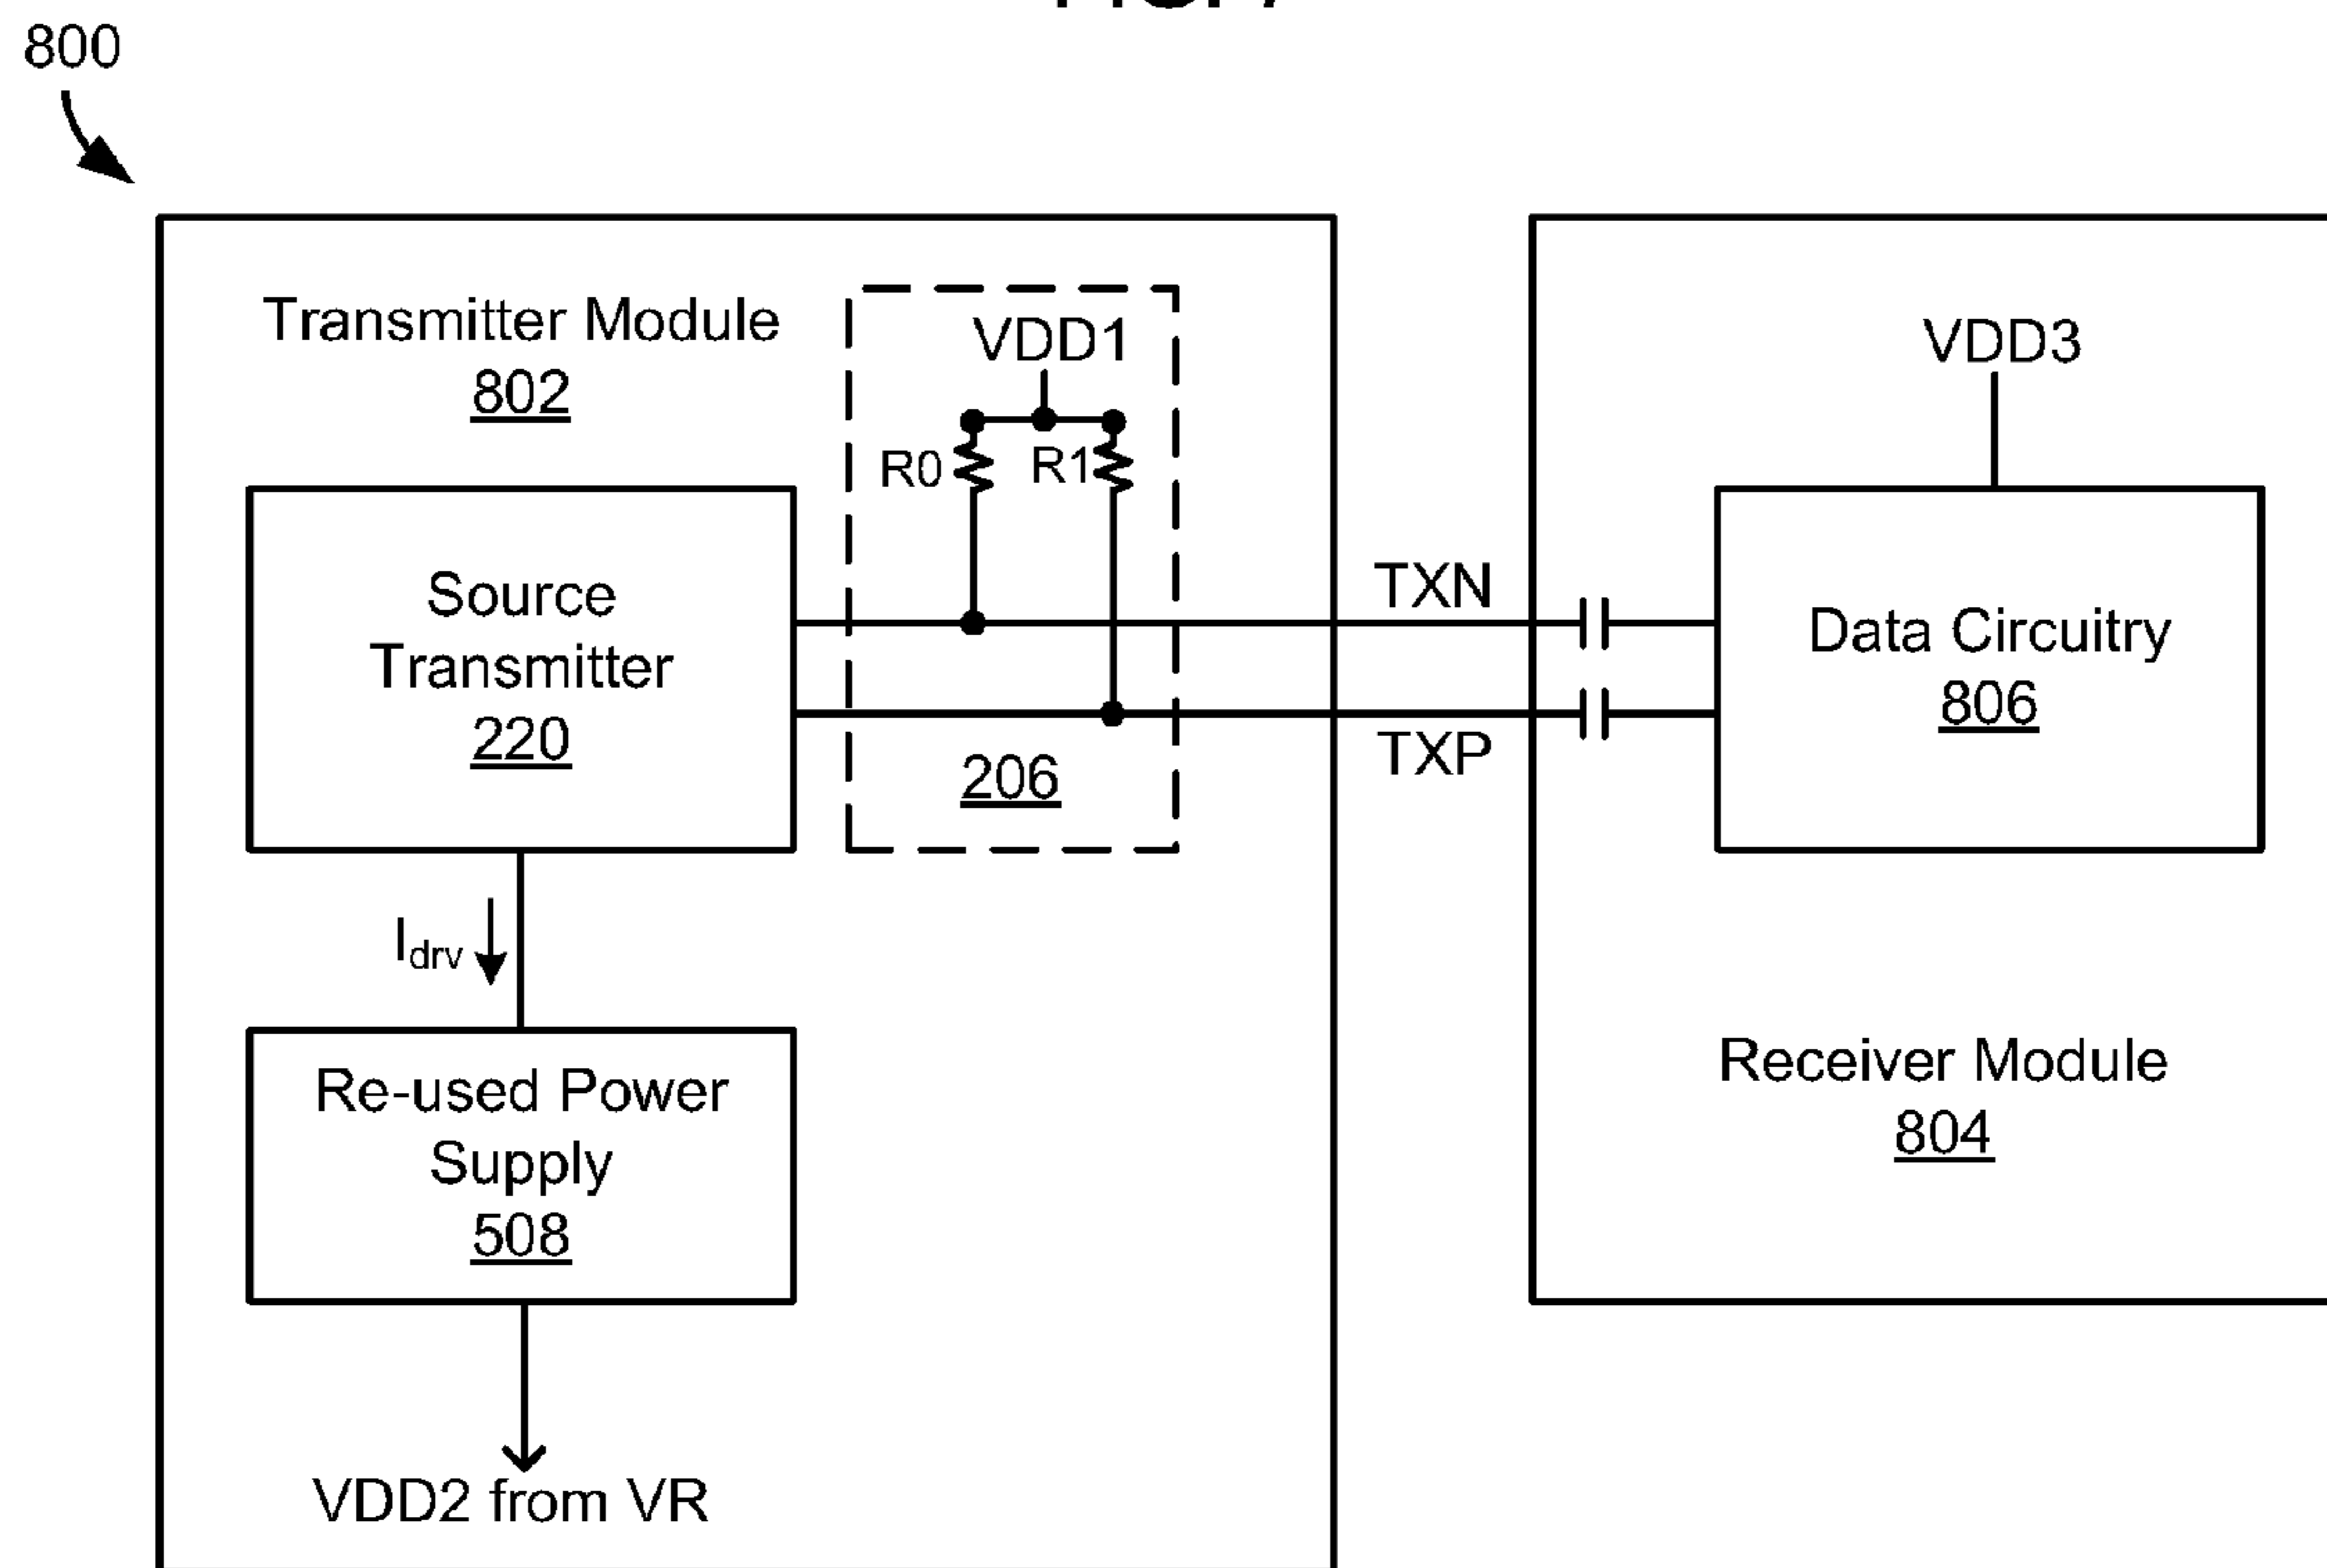 800
Transmitter Module
802
VDD1
R0
R1
Source
Transmitter
220
206
TXN
TXP
VDD3
Data Circuitry
806
Receiver Module
804
Idrv
Re-used Power
Supply
508
VDD2 from VR